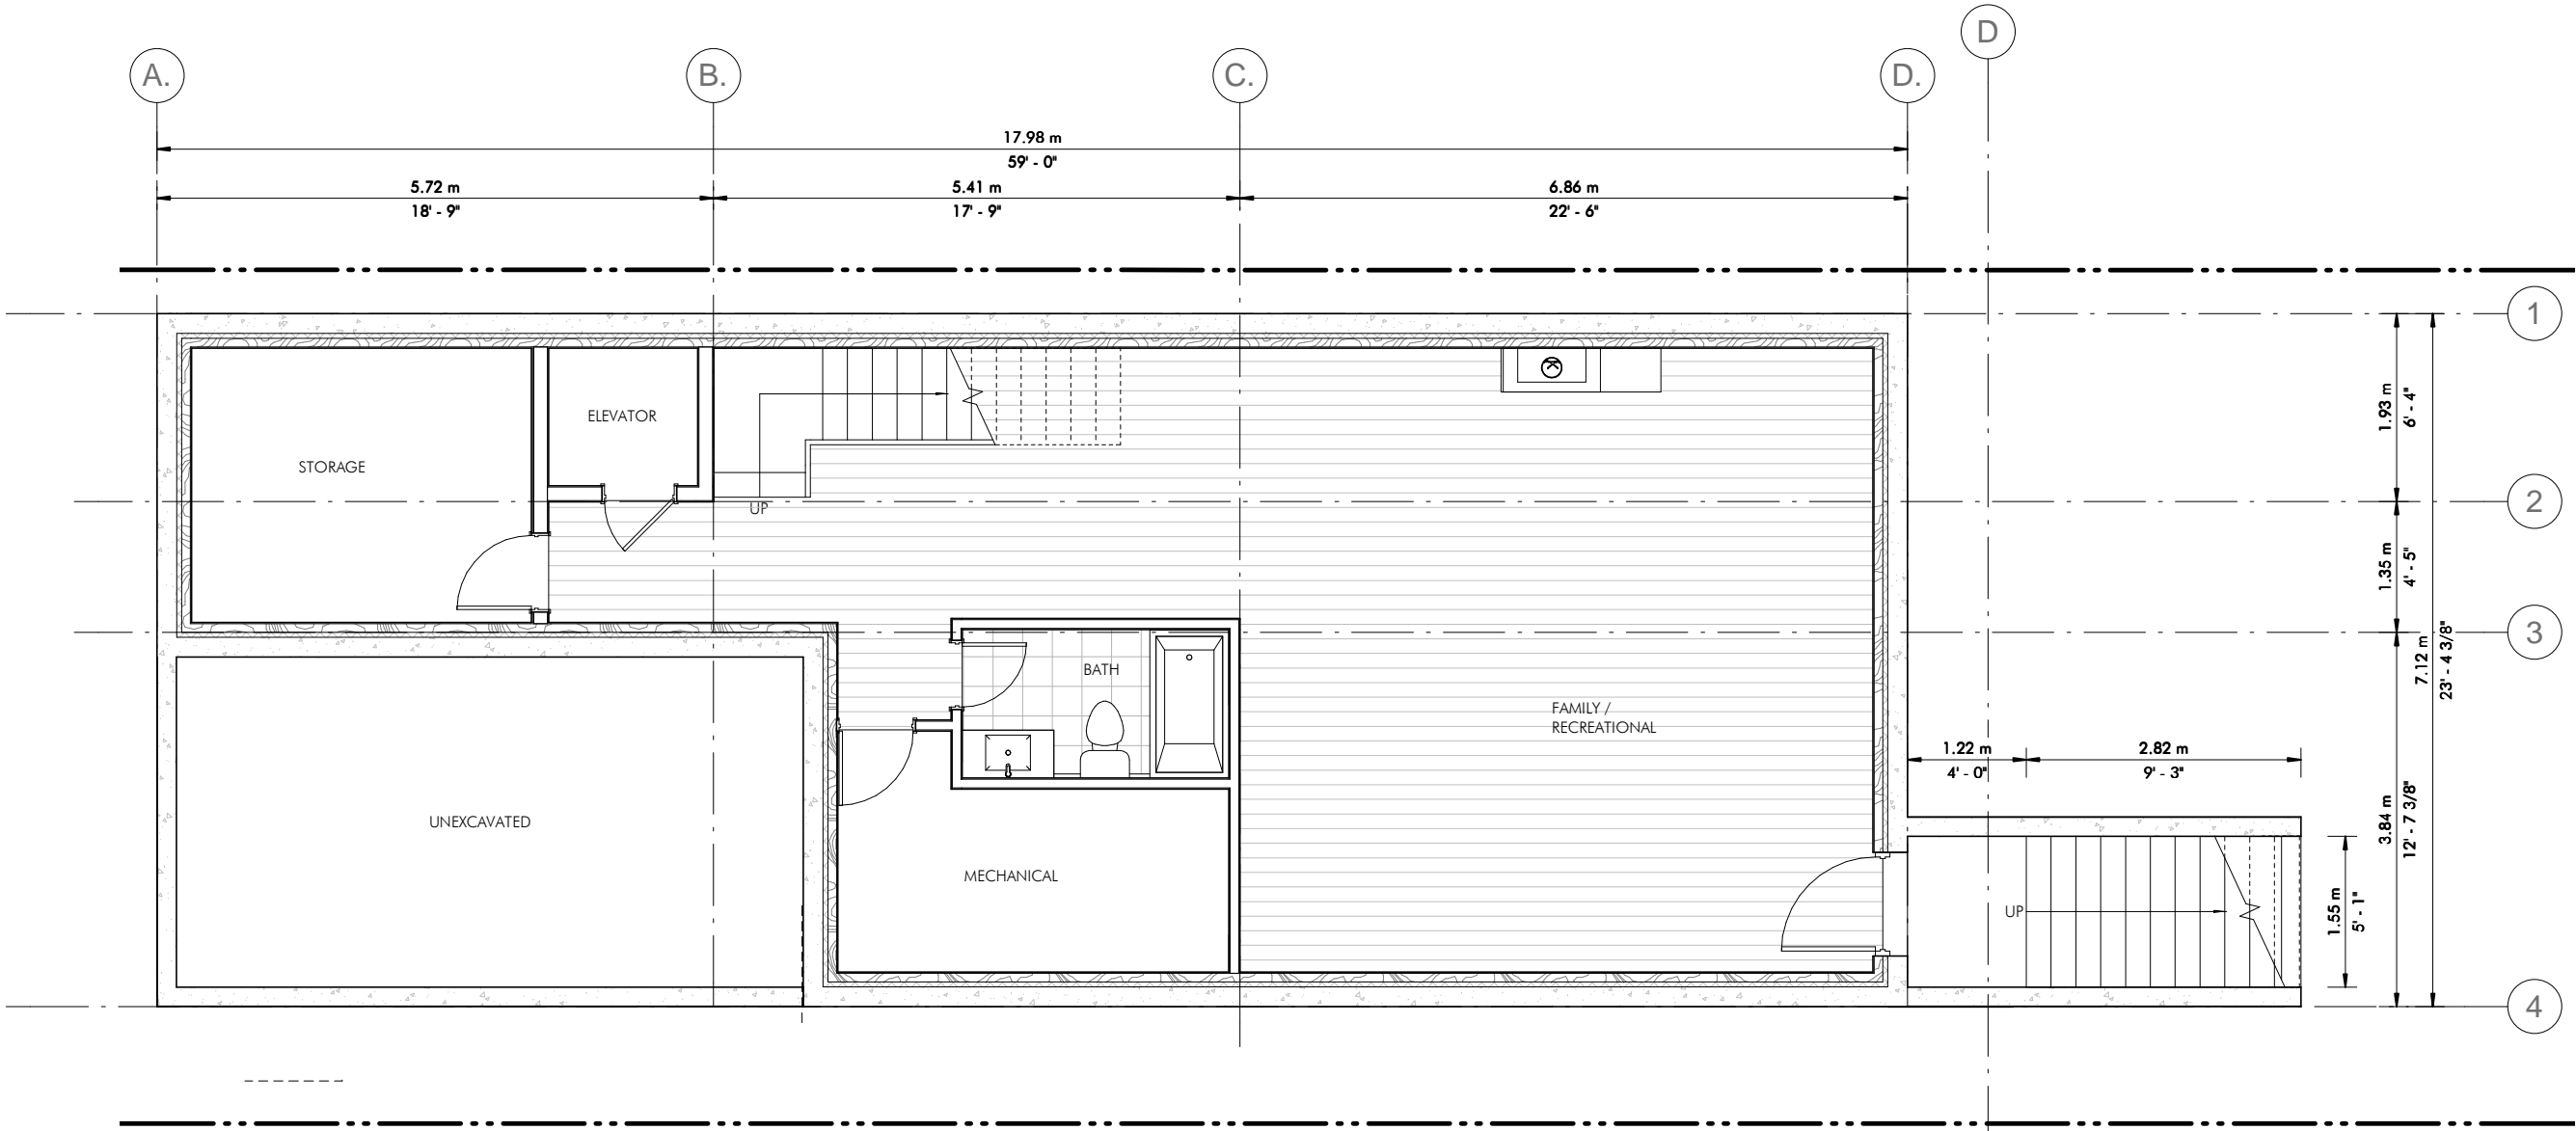 D
A.
B.
C.
D.
17.98 m
59' - 0"
5.72 m
18' - 9"
5.41 m
17' - 9"
6.86 m
22' - 6"
1
ELEVATOR
STORAGE
1.93 m
6' - 4"
UP
2
1.35 m
4' - 5"
3
BATH
7.12 m
23' - 4 3/8"
FAMILY /
RECREATIONAL
1.22 m
4' - 0"
2.82 m
9' - 3"
UNEXCAVATED
3.84 m
12' - 7 3/8"
MECHANICAL
UP
1.55 m
5' - 1"
4